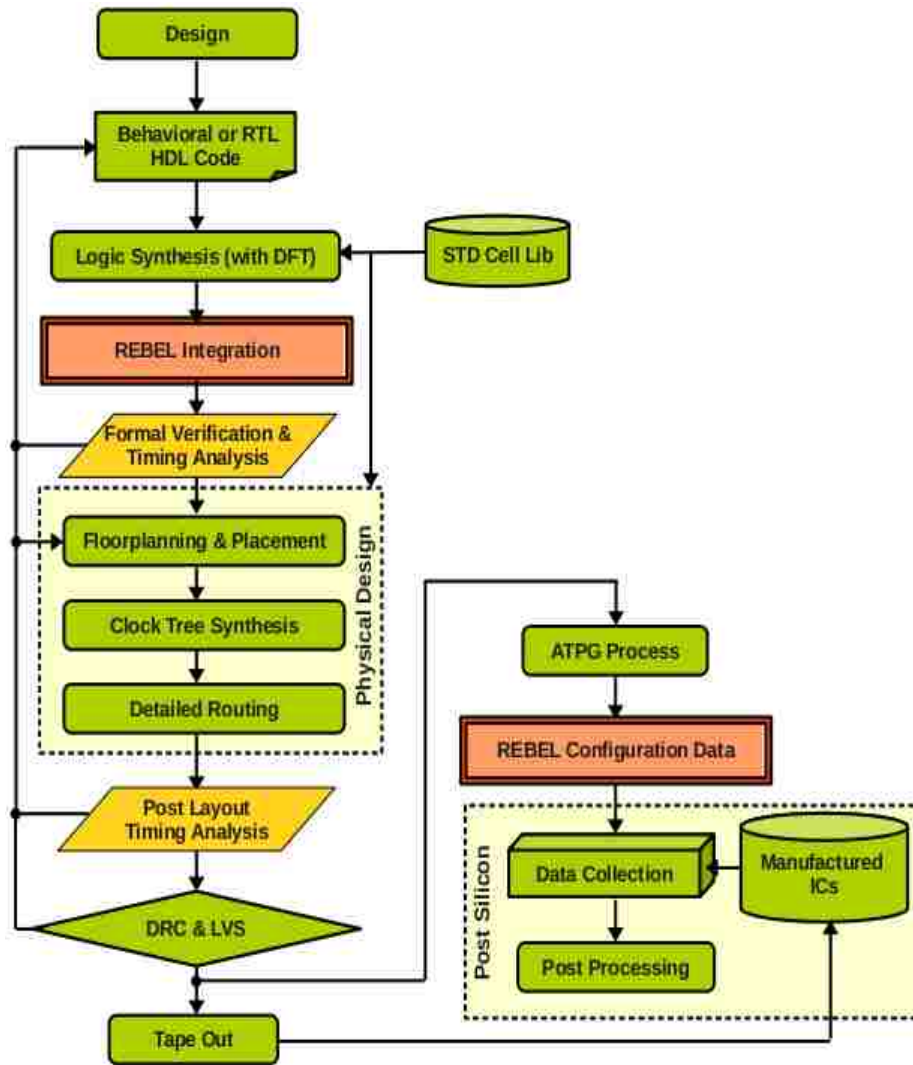 Design
Behavioral or RTL
HDL Code
Logic Synthesis (with DFT)
STD Cell Lib
REBEL Integration
Formal Verification &
Timing Analysis
Physical Design
Floorplanning & Placement
Clock Tree Synthesis
Detailed Routing
Post Layout
Timing Analysis
DRC & LVS
Tape Out
ATPG Process
REBEL Configuration Data
Post Silicon
Data Collection
Manufactured
ICs
Post Processing